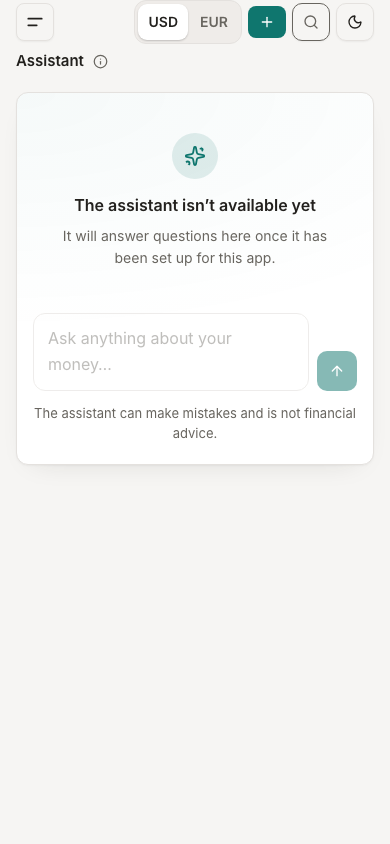 USD EUR
Assistant
The assistant isn’t available yet
It will answer questions here once it has
been set up for this app.
Ask anything about your
money...
The assistant can make mistakes and is not financial
advice.